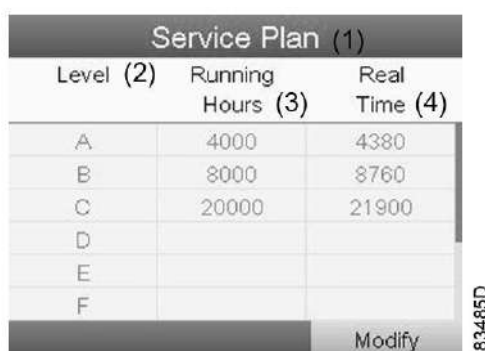 Service Plan (1)
Level (2) Running Hours (3) Real Time (4)
A 4000 4380
B 8000 8760
C 20000 21900
D
E
F
Modify
83485D